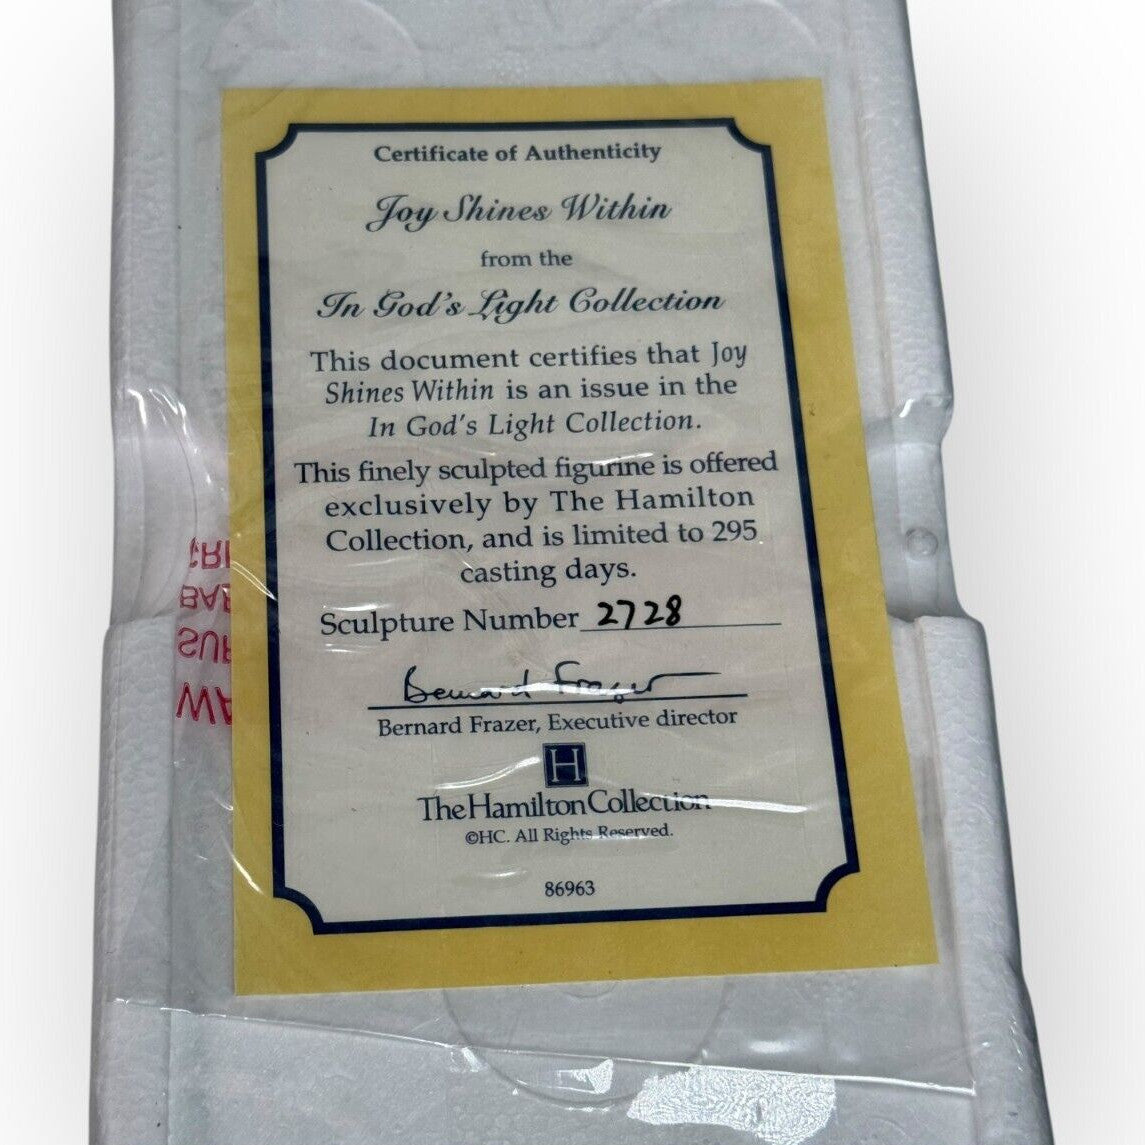 Certificate of Authenticity
Joy Shines Within
from the
In God's Light Collection
This document certifies that Joy
Shines Within is an issue in the
In God's Light Collection.
This finely sculpted figurine is offered
exclusively by The Hamilton
Collection, and is limited to 295
casting days.
Sculpture Number 2728
Bernard Frazer
Bernard Frazer, Executive director
H
The Hamilton Collection
©HC. All Rights Reserved.
86963